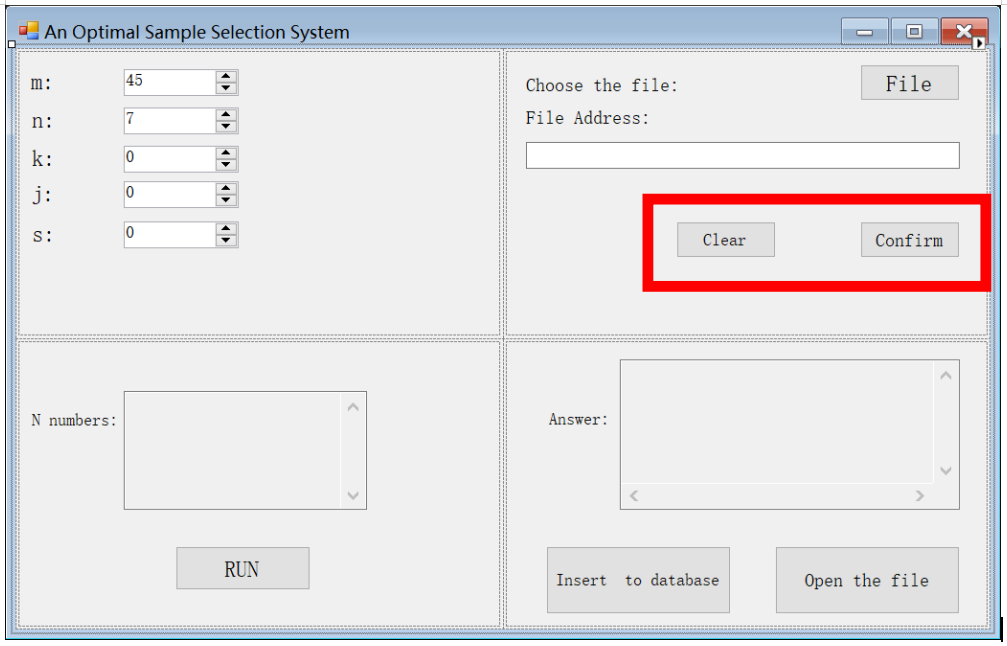 An Optimal Sample Selection System
m: 45
n: 7
k: 0
j: 0
s: 0
Choose the file: File
File Address:
Clear Confirm
N numbers:
RUN
Answer:
Insert to database Open the file